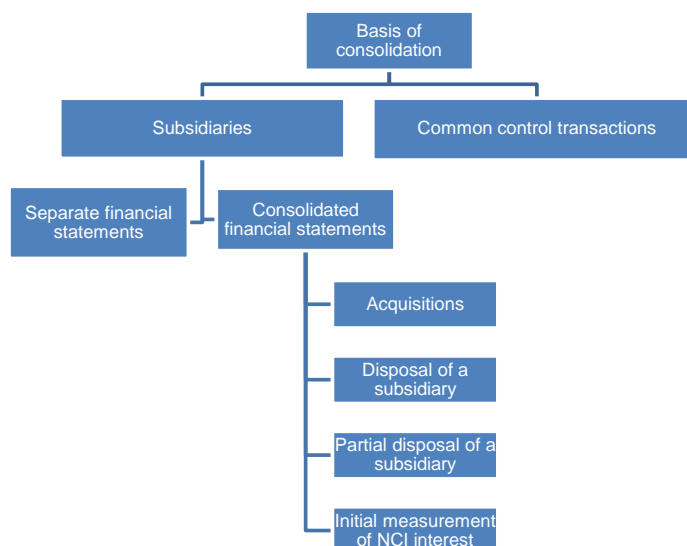 Basis of
consolidation
Subsidiaries
Common control transactions
Separate financial
statements
Consolidated
financial statements
Acquisitions
Disposal of a
subsidiary
Partial disposal of a
subsidiary
Initial measurement
of NCI interest